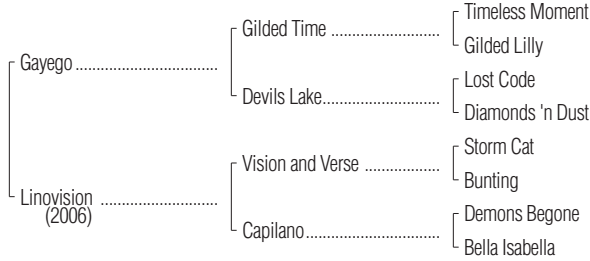 Timeless Moment
Gilded Time ....................
Gilded Lilly
Gayego ..........................
Lost Code
Devils Lake......................
Diamonds 'n Dust
Storm Cat
Vision and Verse ..............
Bunting
Linovision ......................
(2006)
Demons Begone
Capilano.........................
Bella Isabella